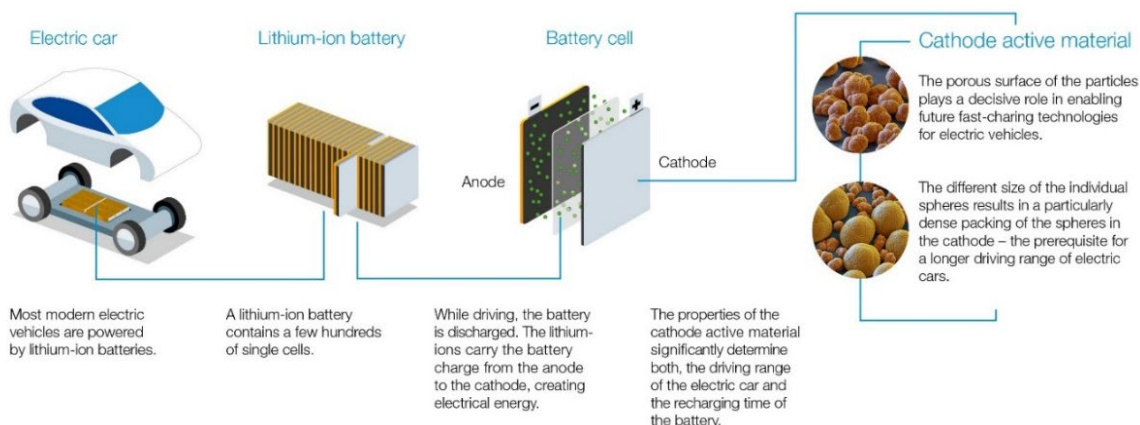 Electric car
Most modern electric
vehicles are powered
by lithium-ion batteries.
Lithium-ion battery
A lithium-ion battery
contains a few hundreds
of single cells.
Battery cell
-
+
Anode
Cathode
While driving, the battery
is discharged. The lithium-
ions carry the battery
charge from the anode
to the cathode, creating
electrical energy.
The properties of the
cathode active material
significantly determine
both, the driving range
of the electric car and
the recharging time of
the battery.
Cathode active material
The porous surface of the particles
plays a decisive role in enabling
future fast-charing technologies
for electric vehicles.
The different size of the individual
spheres results in a particularly
dense packing of the spheres in
the cathode – the prerequisite for
a longer driving range of electric
cars.